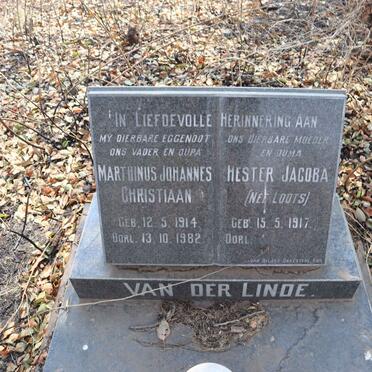 IN LIEFDEVOLLE HERINNERING AAN
MY DIERBARE EGGENOOT
ONS VADER EN OUPA
MARTHINUS JOHANNES
CHRISTIAAN
GEB. 12.5.1914
OORL. 13.10.1982
ONS DIERBARE MOEDER
EN OUMA
HESTER JACOBA
(NEE LOOTS)
GEB. 15.5.1917
OORL.
VAN DER LINDE.